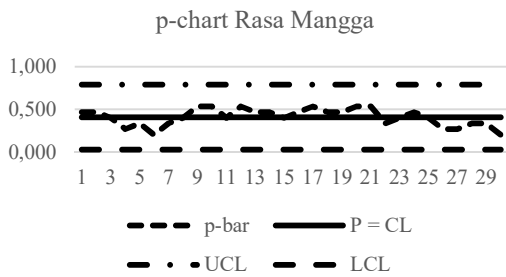 p-chart Rasa Mangga
1,000
0,500
0,000
1 3 5 7 9 11 13 15 17 19 21 23 25 27 29
p-bar P = CL
UCL LCL